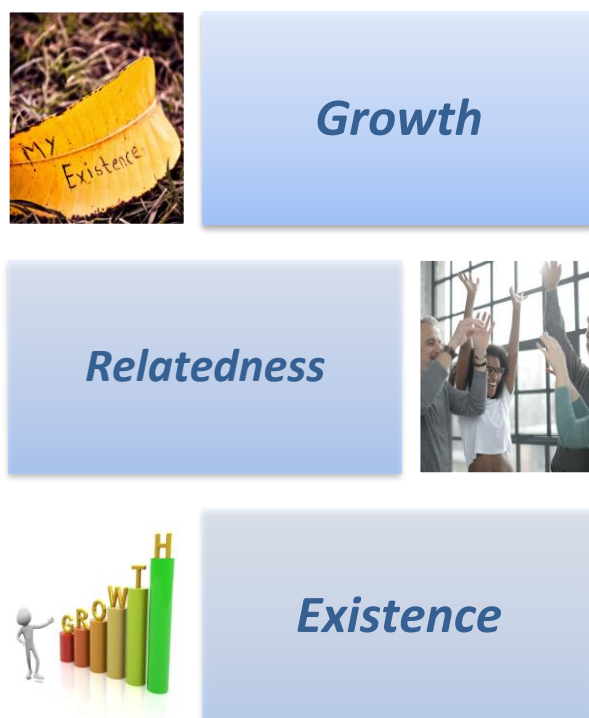 My
Existence.
Growth
Relatedness
GROWTH
Existence